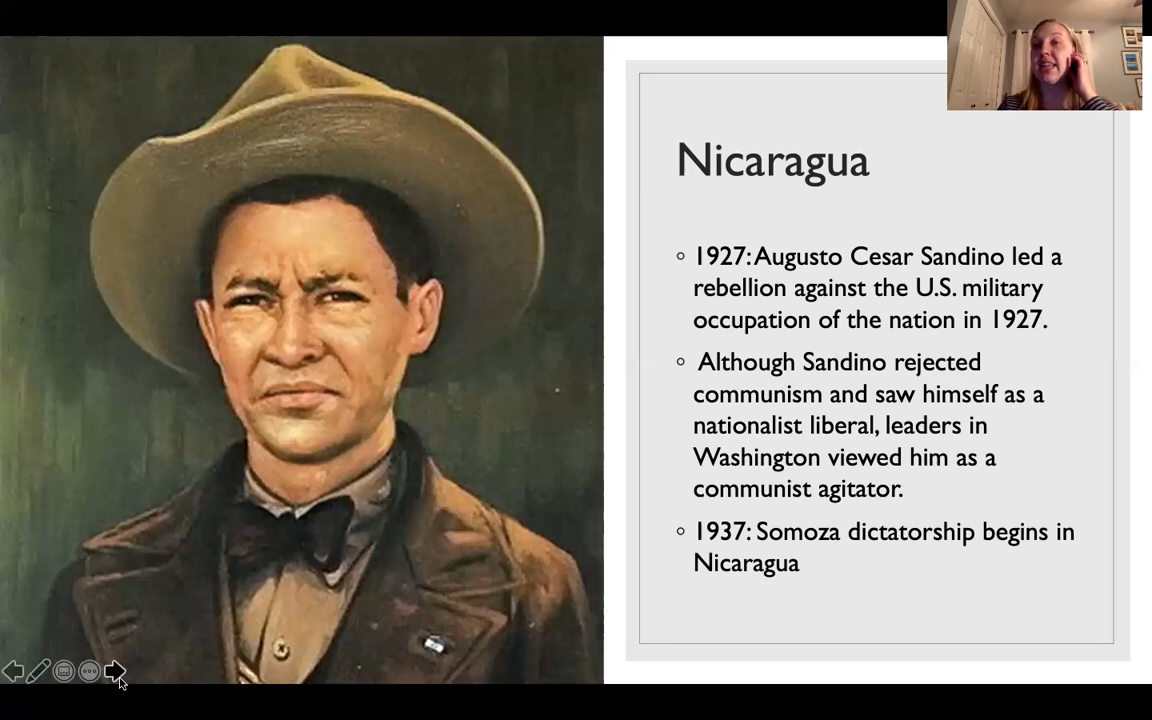 Nicaragua
◦ 1927: Augusto Cesar Sandino led a
rebellion against the U.S. military
occupation of the nation in 1927.
◦ Although Sandino rejected
communism and saw himself as a
nationalist liberal, leaders in
Washington viewed him as a
communist agitator.
◦ 1937: Somoza dictatorship begins in
Nicaragua